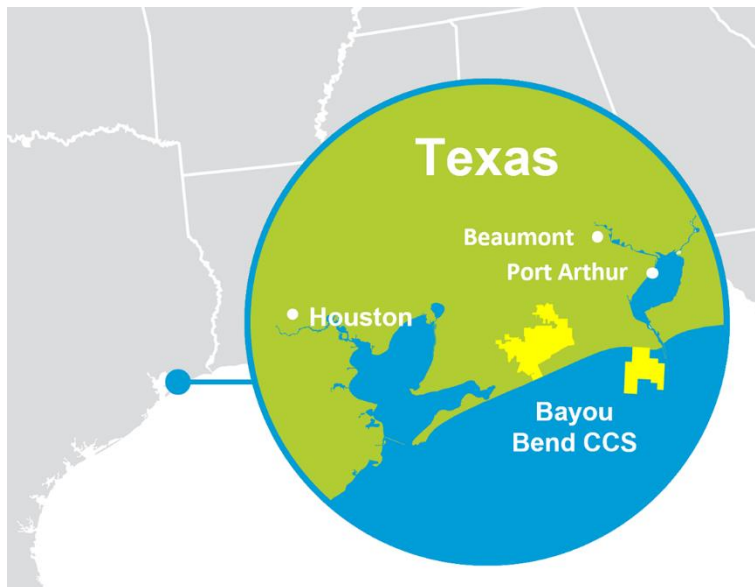 Texas
Beaumont
Port Arthur
Houston
Bayou
Bend CCS